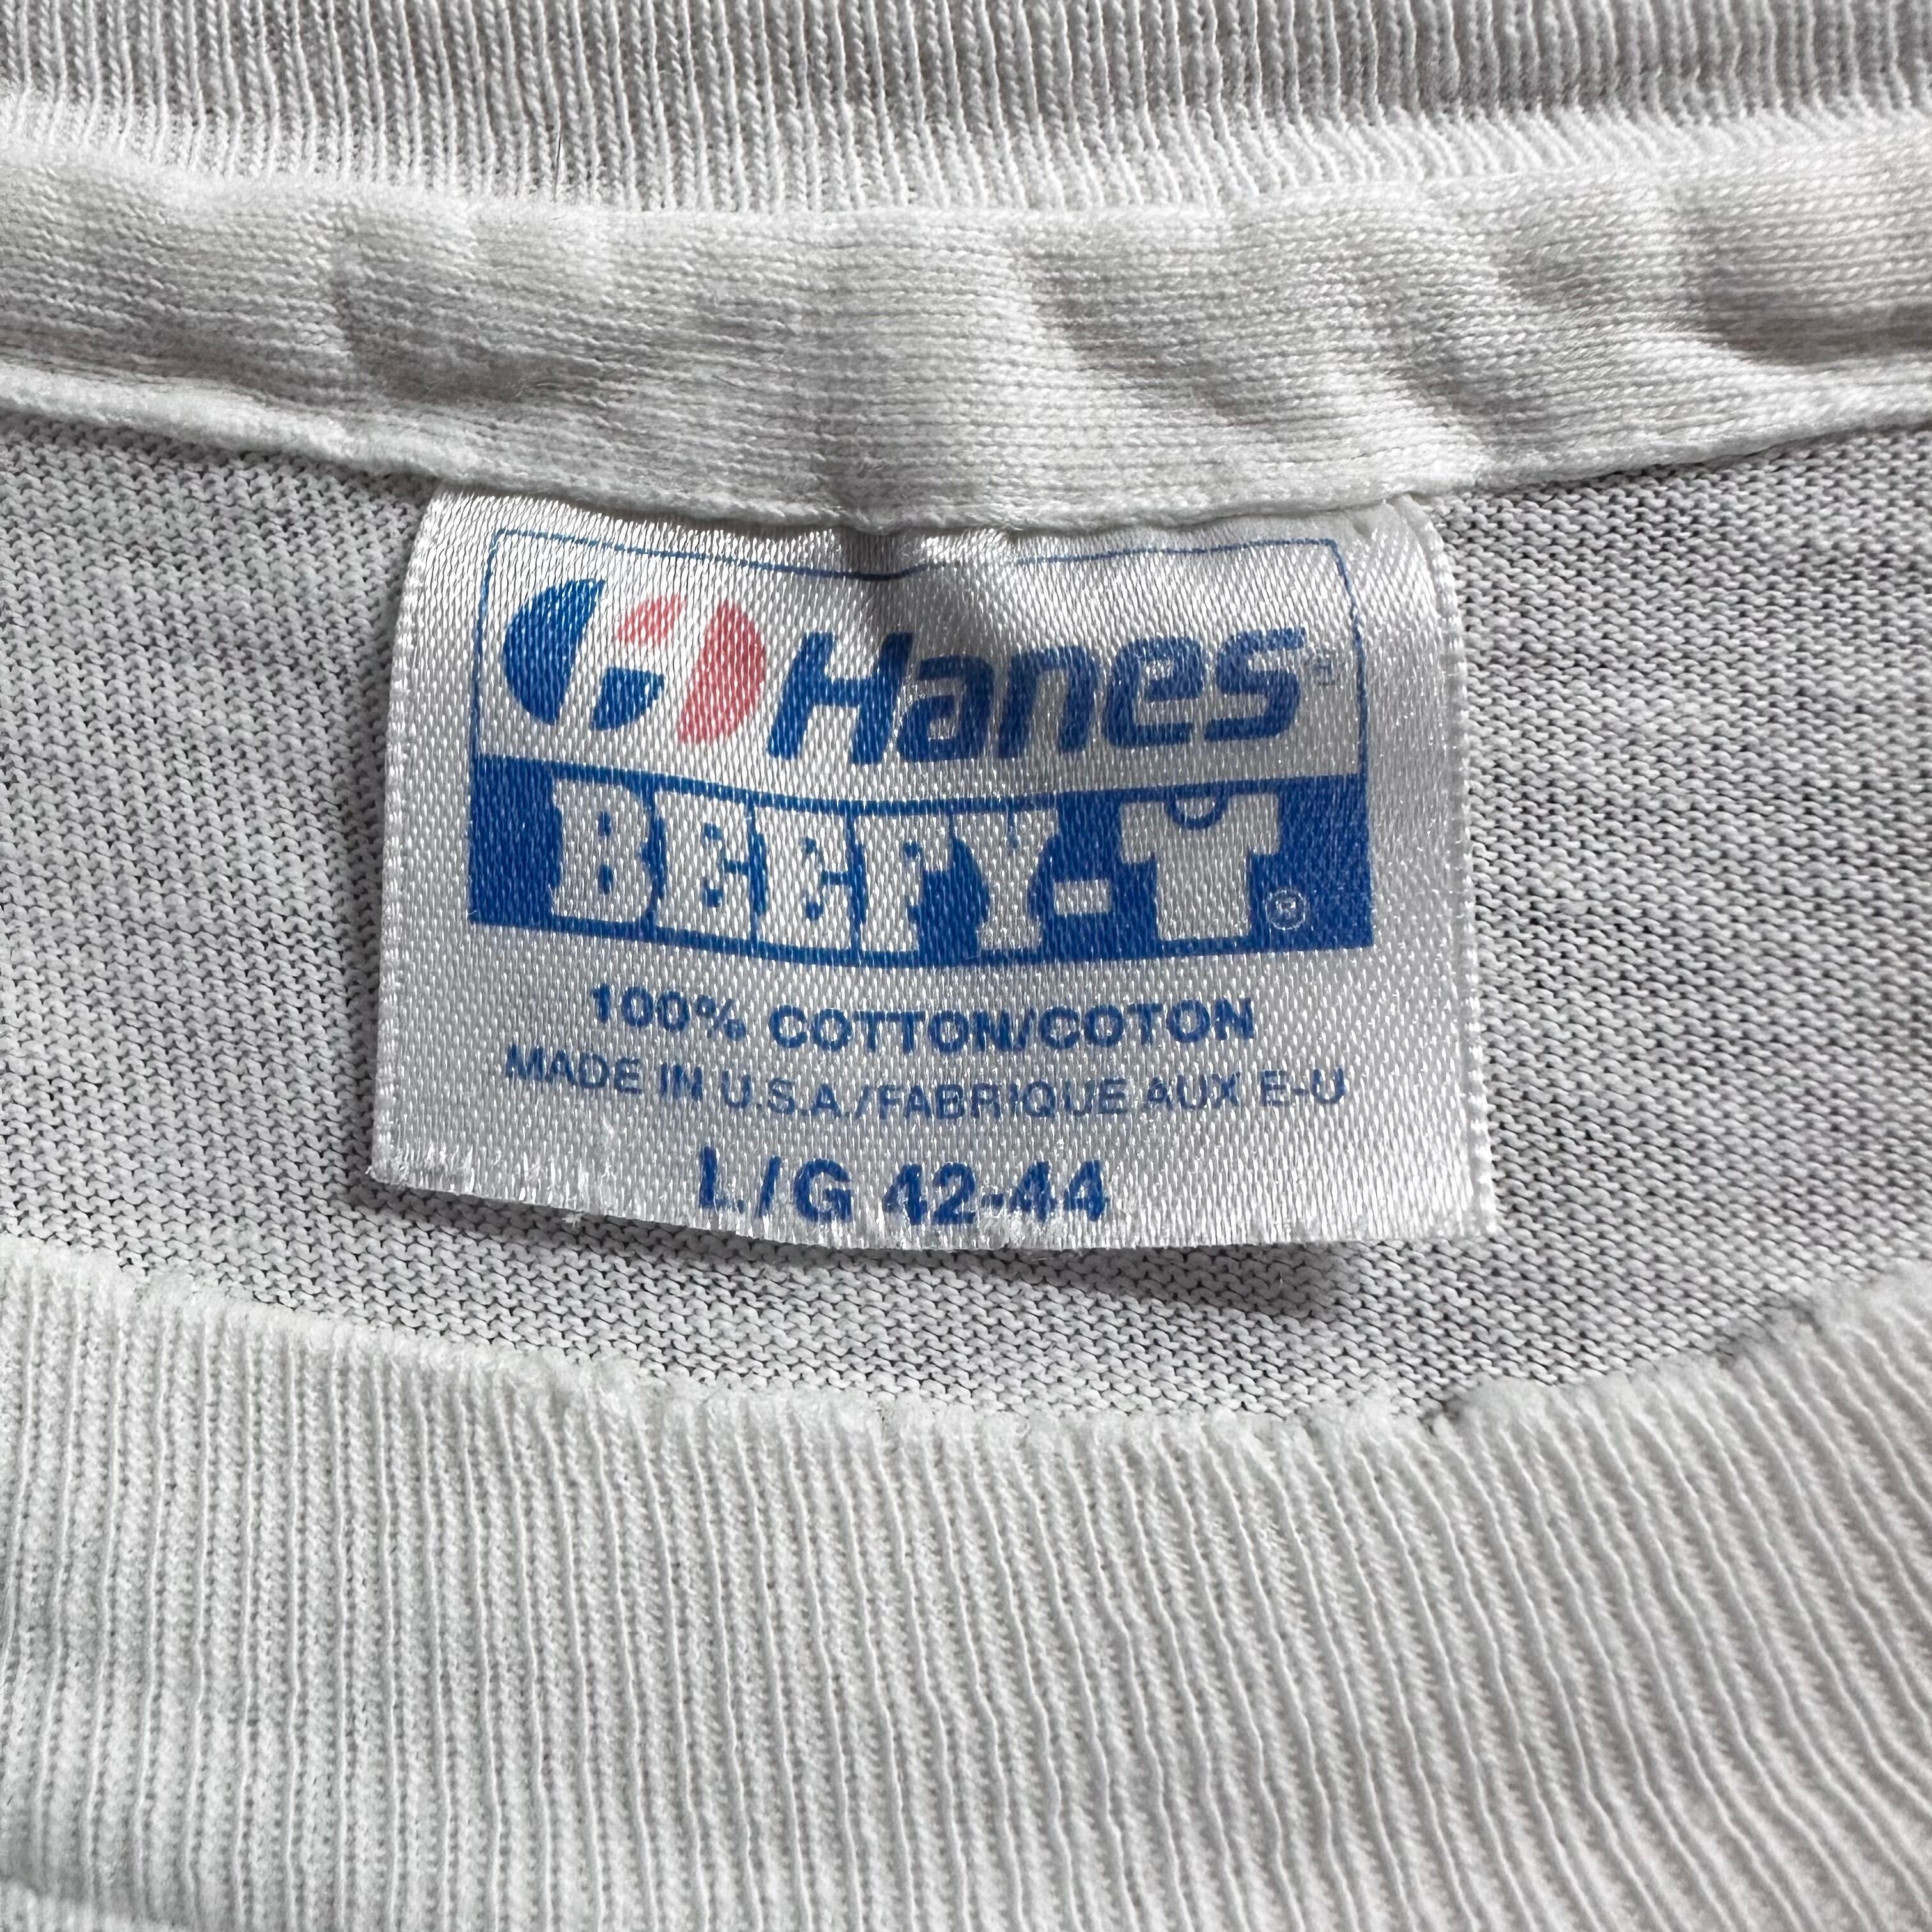 Hanes
BEEFY-T®
100% COTTON/COTON
MADE IN U.S.A./FABRIQUE AUX E-U
L/G 42-44